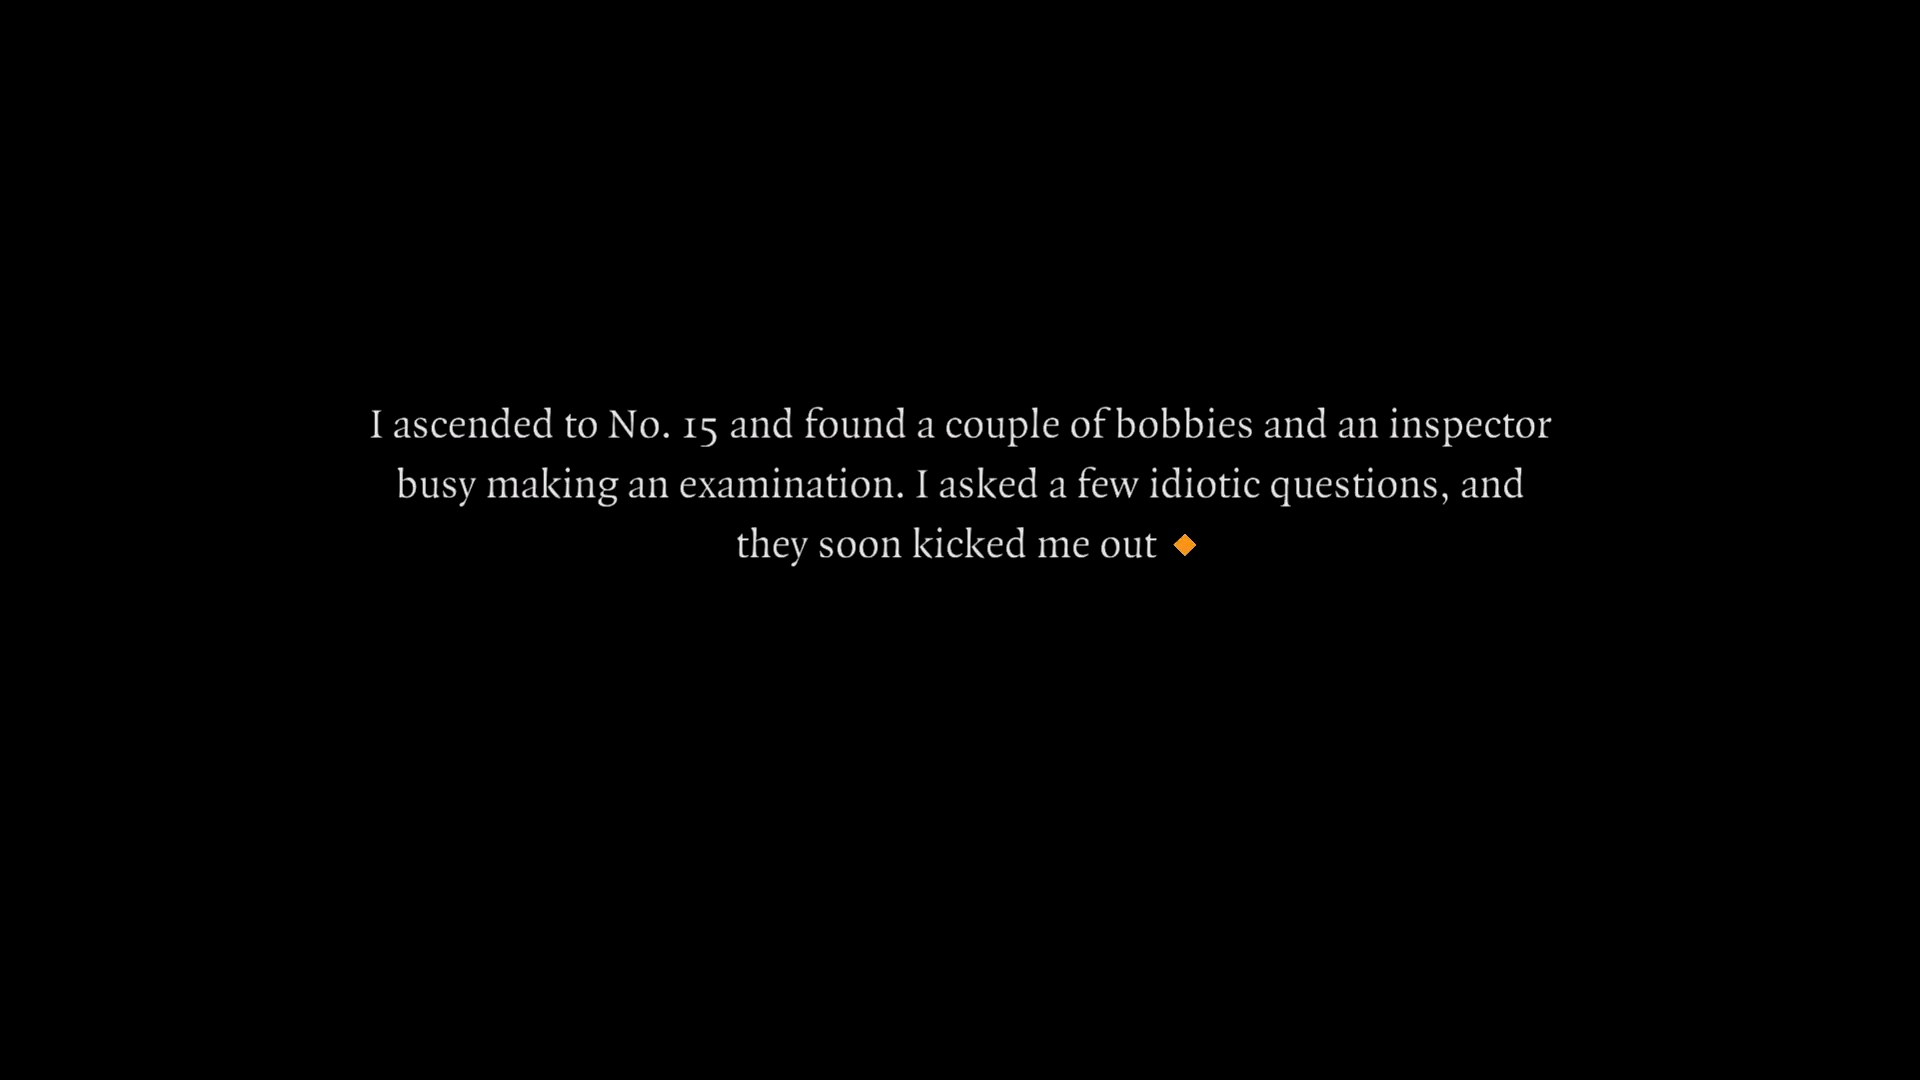 I ascended to No. 15 and found a couple of bobbies and an inspector
busy making an examination. I asked a few idiotic questions, and
they soon kicked me out